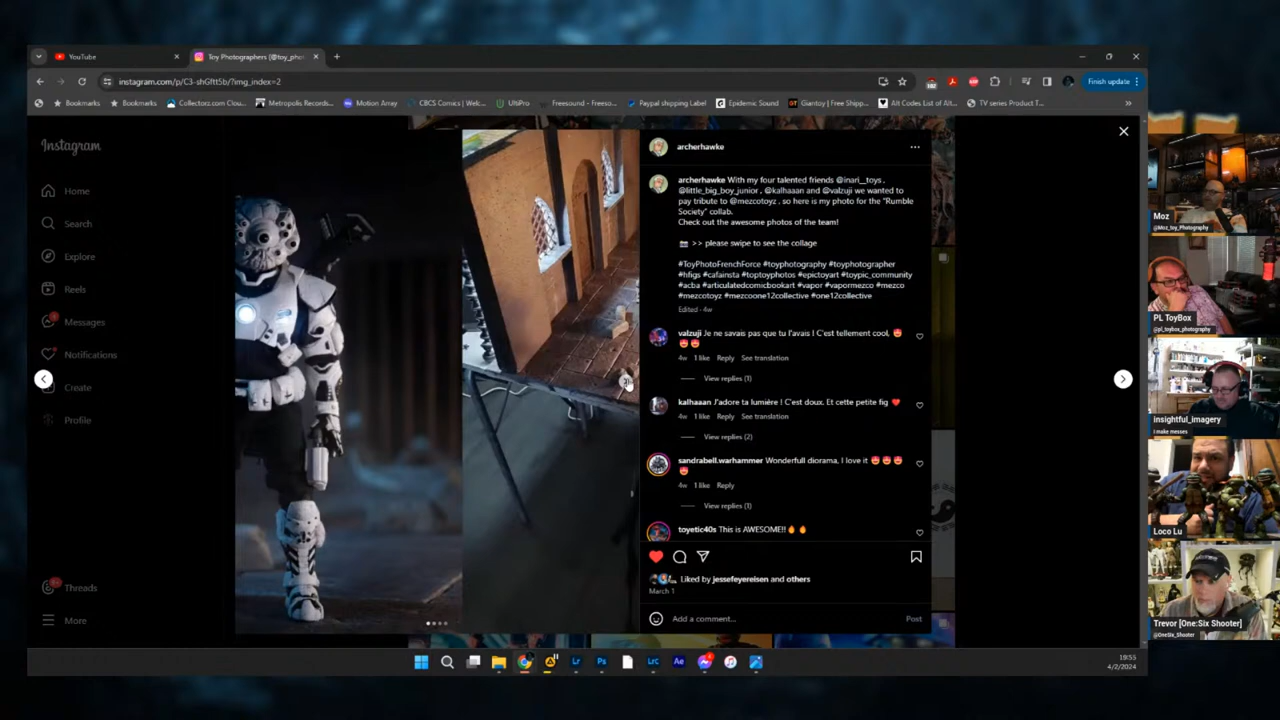 YouTube
Toy Photographers (@toy_phot
instagram.com/p/C3-shGftt5b/?img_index=2
Finish update
Bookmarks
Bookmarks
Collectorz.com Clou...
Metropolis Records...
Motion Array
CBCS Comics | Welc...
UltiPro
Freesound - Freeso...
Paypal shipping Label
Epidemic Sound
Giantoy | Free Shipp...
Alt Codes List of Alt...
TV series Product T...
Instagram
Home
Search
Explore
Reels
Messages
Notifications
Create
Profile
Threads
More
archerhawke
archerhawke With my four talented friends @inari_toys ,
@little_big_boy_junior , @kalhaaan and @valzuji we wanted to
pay tribute to @mezcotoyz , so here is my photo for the "Rumble
Society" collab.
Check out the awesome photos of the team!
>> please swipe to see the collage
#ToyPhotoFrenchForce #toyphotography #toyphotographer
#hfigs #cafainsta #toptoyphotos #epictoyart #toypic_community
#acba #articulatedcomicbookart #vapor #vapormezco #mezco
#mezcotoyz #mezcoone12collective #one12collective
Edited · 4w
valzuji Je ne savais pas que tu l'avais ! C'est tellement cool,
4w 1 like Reply See translation
View replies (1)
kalhaaan J'adore ta lumière ! C'est doux. Et cette petite fig
4w 1 like Reply See translation
View replies (2)
sandrabell.warhammer Wonderfull diorama, I love it
4w 1 like Reply
View replies (1)
toyetic40s This is AWESOME!!
Liked by jessefeyereisen and others
March 1
Add a comment...
Post
19:55
4/2/2024
Moz
@Moz_toy_Photography
PL ToyBox
@pl_toybox_photography
insightful_imagery
I make messes
Loco Lu
Trevor [One:Six Shooter]
@OneSix_Shooter